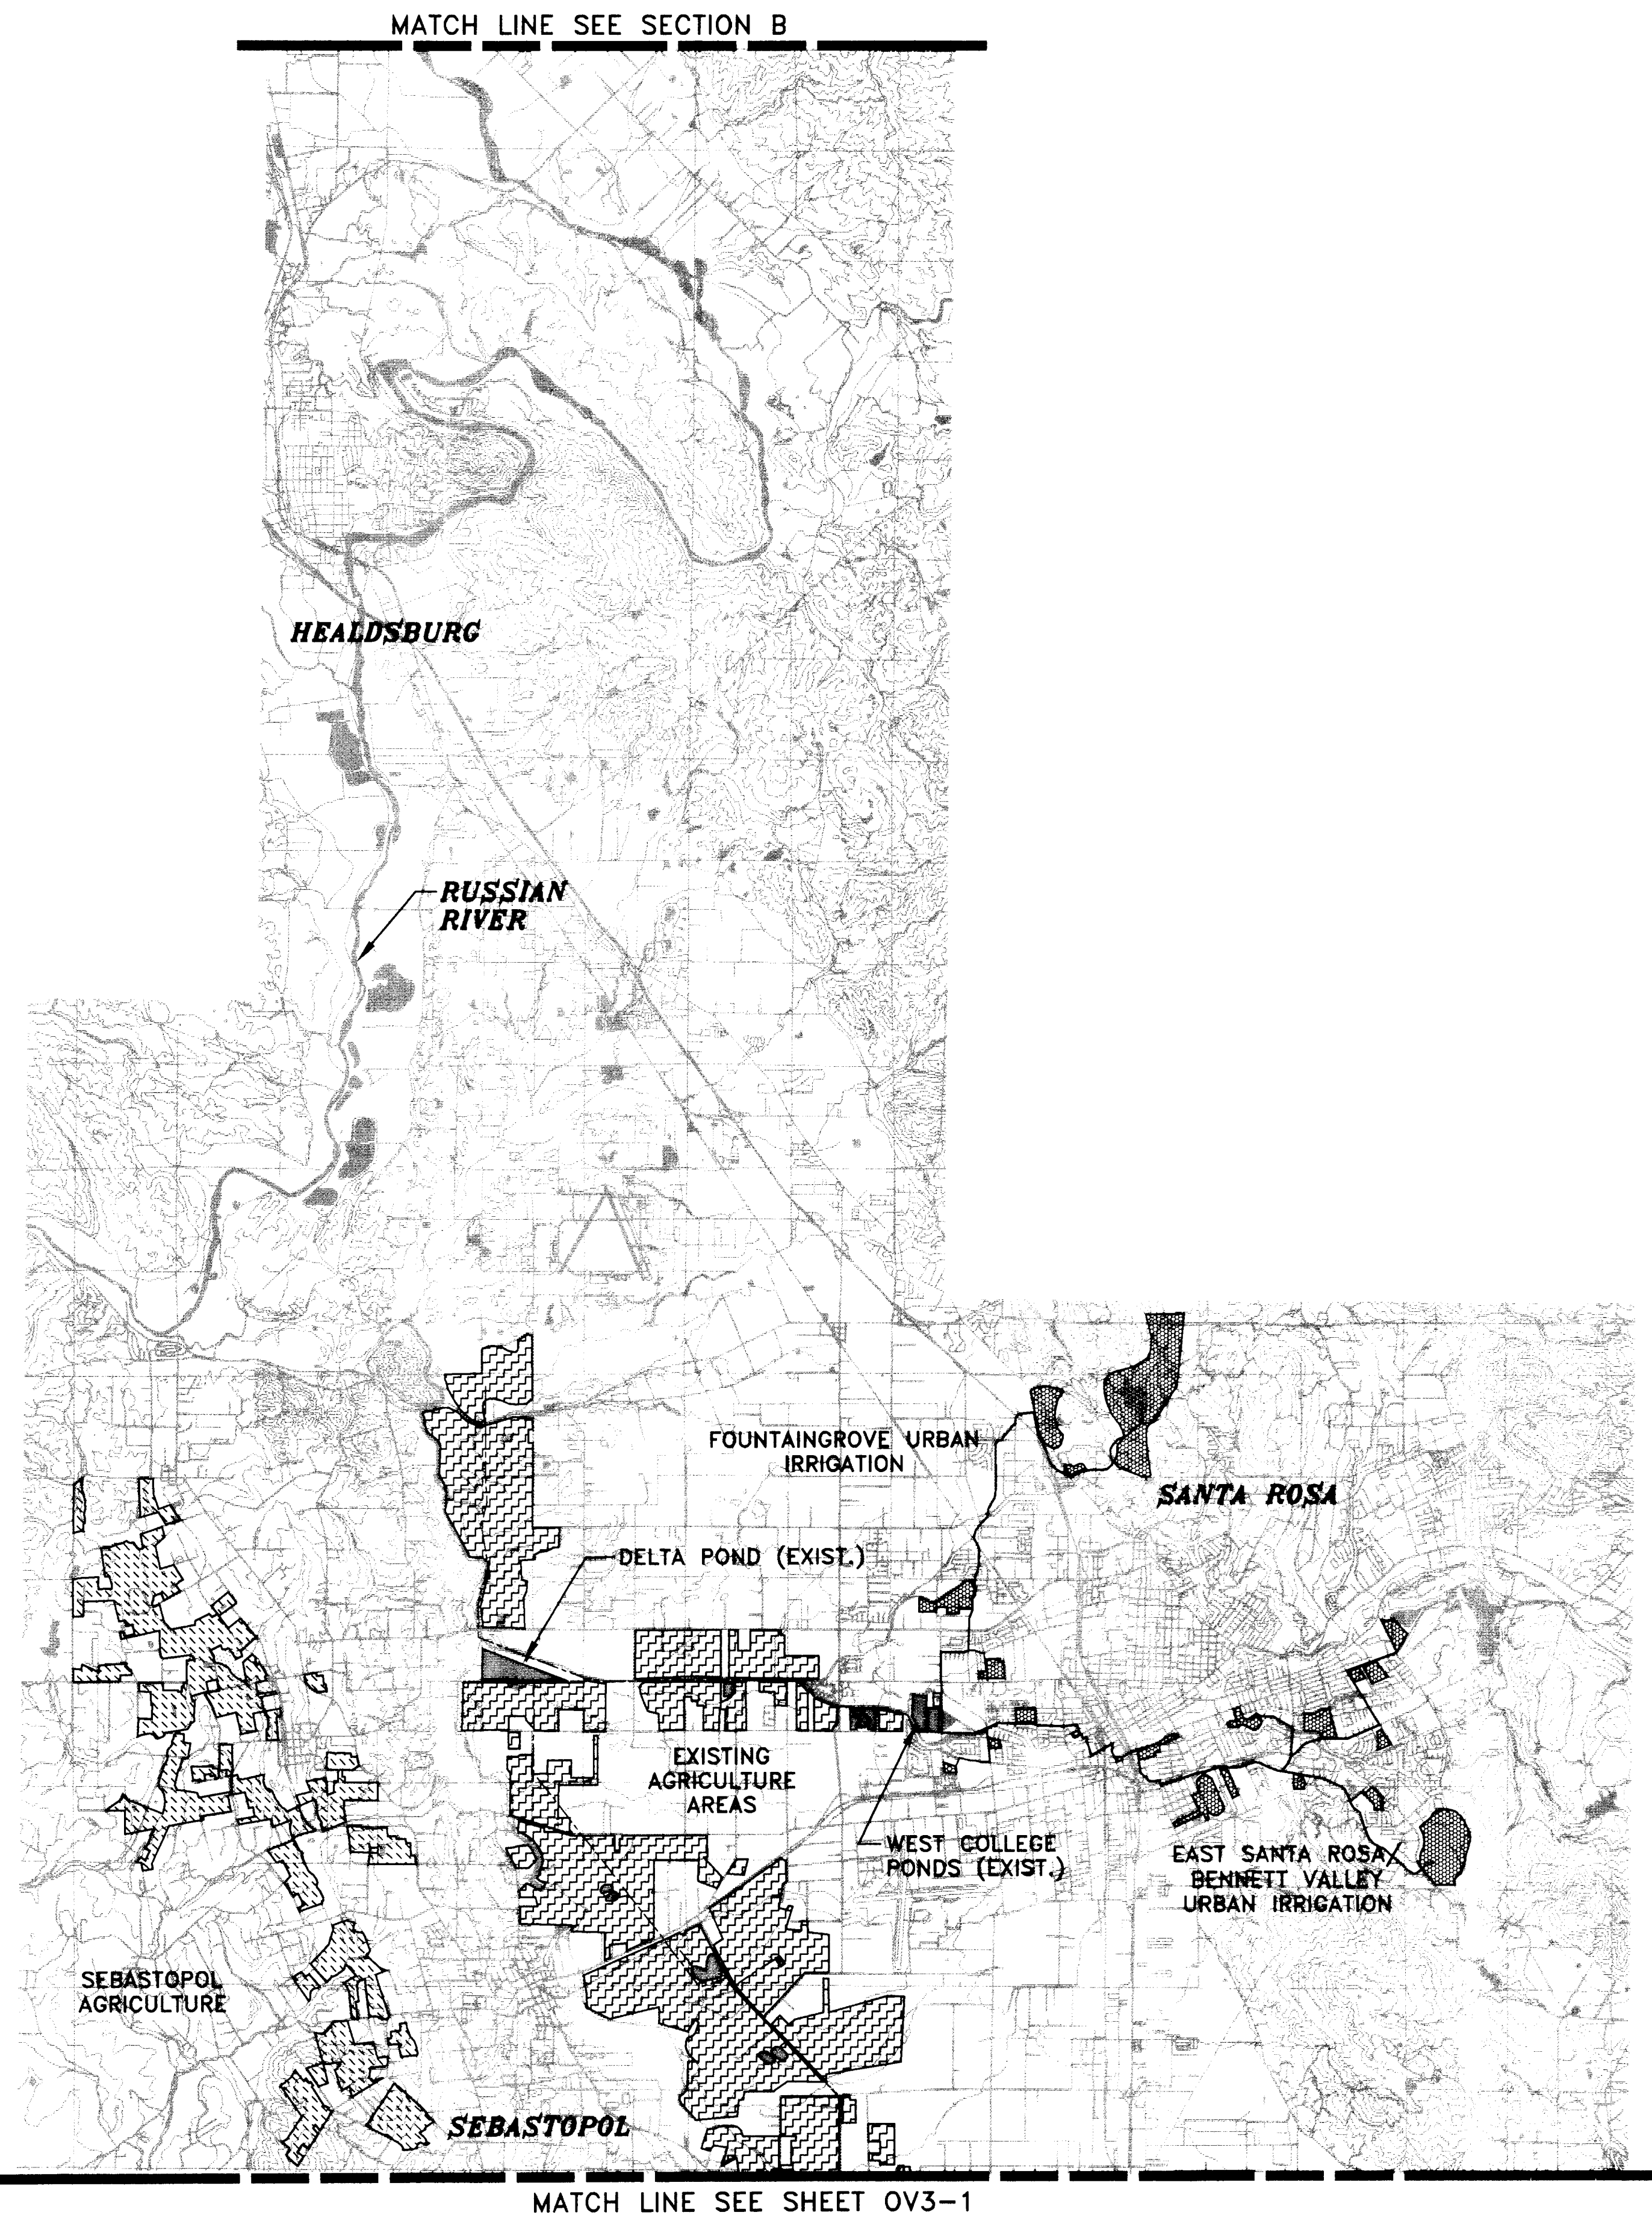 MATCH LINE SEE SECTION B
HEALDSBURG
RUSSIAN
RIVER
FOUNTAINGROVE URBAN
IRRIGATION
SANTA ROSA
DELTA POND (EXIST.)
EXISTING
AGRICULTURE
AREAS
WEST COLLEGE
PONDS (EXIST.)
EAST SANTA ROSA/
BENNETT VALLEY
URBAN IRRIGATION
SEBASTOPOL
AGRICULTURE
SEBASTOPOL
MATCH LINE SEE SHEET OV3-1